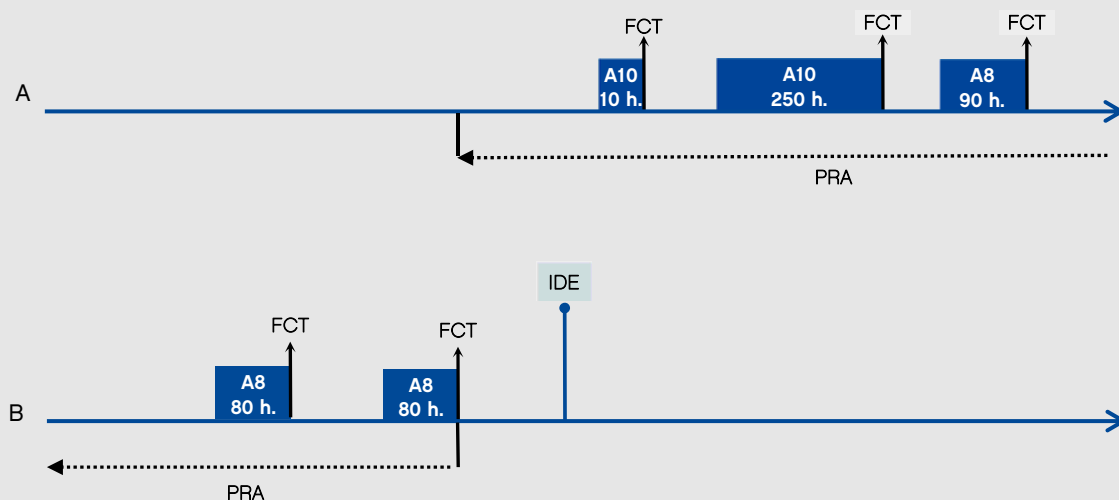 FCT
FCT
FCT
A10
10 h.
A10
250 h.
A8
90 h.
A
PRA
IDE
FCT
FCT
A8
80 h.
A8
80 h.
B
PRA